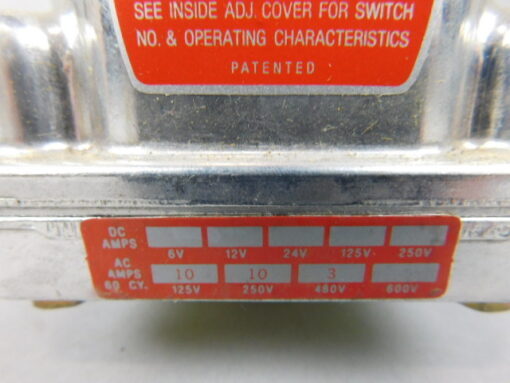 SEE INSIDE ADJ. COVER FOR SWITCH
NO. & OPERATING CHARACTERISTICS
PATENTED
DC AMPS
6V 12V 24V 125V 250V
AC AMPS 60 CY.
10 10 3
125V 250V 480V 600V